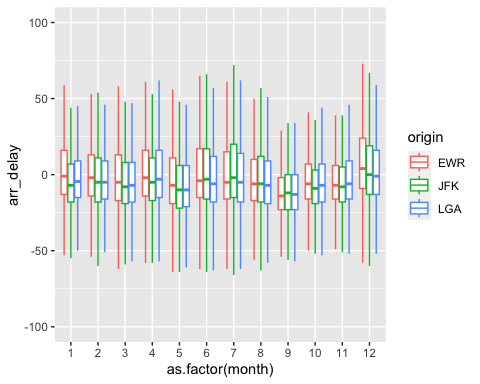 100
50
0
-50
-100
arr_delay
1 2 3 4 5 6 7 8 9 10 11 12
as.factor(month)
origin
EWR
JFK
LGA